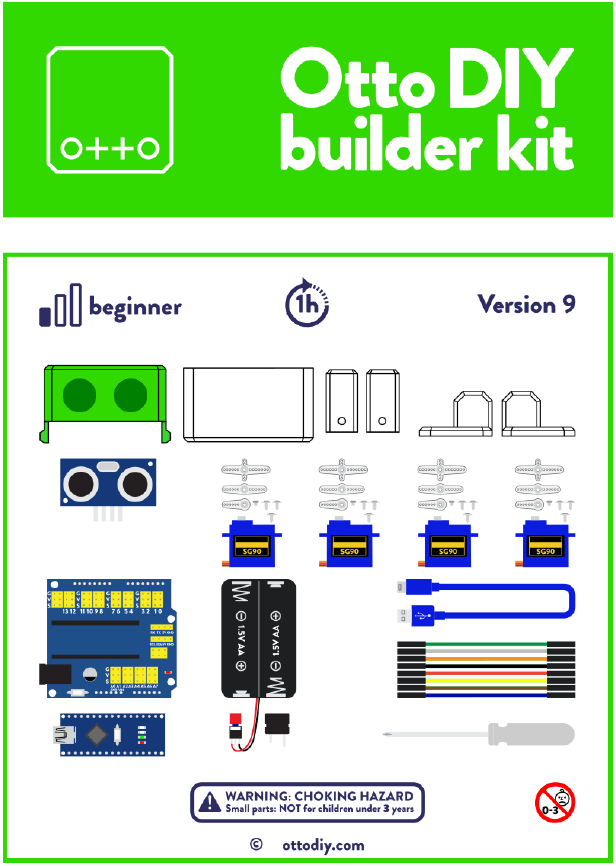 Otto DIY
builder kit
O++O
beginner
1h
Version 9
SG90
SG90
SG90
SG90
G
V
S
13 12 11 10 9 8 7 6 5 4 3 2 1 0
1.5V AA
1.5V AA
G
V
S
WARNING: CHOKING HAZARD
Small parts: NOT for children under 3 years
0-3
© ottodiy.com